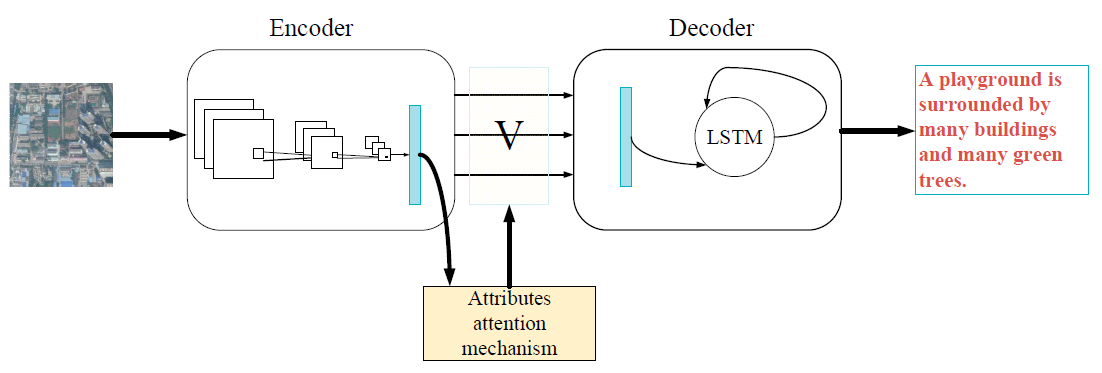 Encoder
Decoder
V
LSTM
A playground is
surrounded by
many buildings
and many green
trees.
Attributes
attention
mechanism